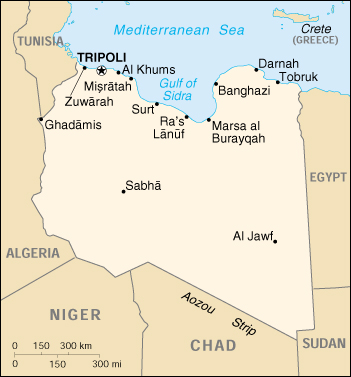 Mediterranean Sea
Crete
(GREECE)
TUNISIA
TRIPOLI
Al Khums
Darnah
Tobruk
Mişrātah
Gulf of
Sidra
Banghazi
Zuwārah
Surt
Ra's
Lānūf
Marsa al
Burayqah
Ghadāmis
EGYPT
Sabhā
Al Jawf
ALGERIA
Aozou Strip
NIGER
CHAD
SUDAN
0 150 300 km
0 150 300 mi